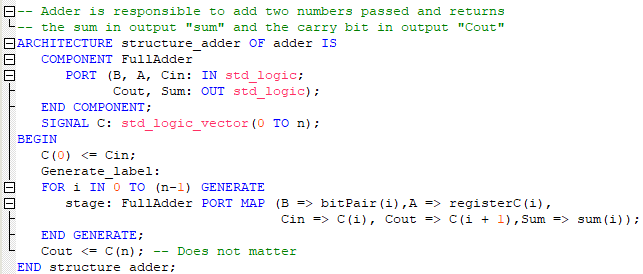 -- Adder is responsible to add two numbers passed and returns
-- the sum in output "sum" and the carry bit in output "Cout"
ARCHITECTURE structure_adder OF adder IS
   COMPONENT FullAdder
      PORT (B, A, Cin: IN std_logic;
            Cout, Sum: OUT std_logic);
   END COMPONENT;
   SIGNAL C: std_logic_vector(0 TO n);
BEGIN
   C(0) <= Cin;
   Generate_label:
   FOR i IN 0 TO (n-1) GENERATE
      stage: FullAdder PORT MAP (B => bitPair(i),A => registerC(i),
                                 Cin => C(i), Cout => C(i + 1),Sum => sum(i));
   END GENERATE;
   Cout <= C(n); -- Does not matter
END structure_adder;